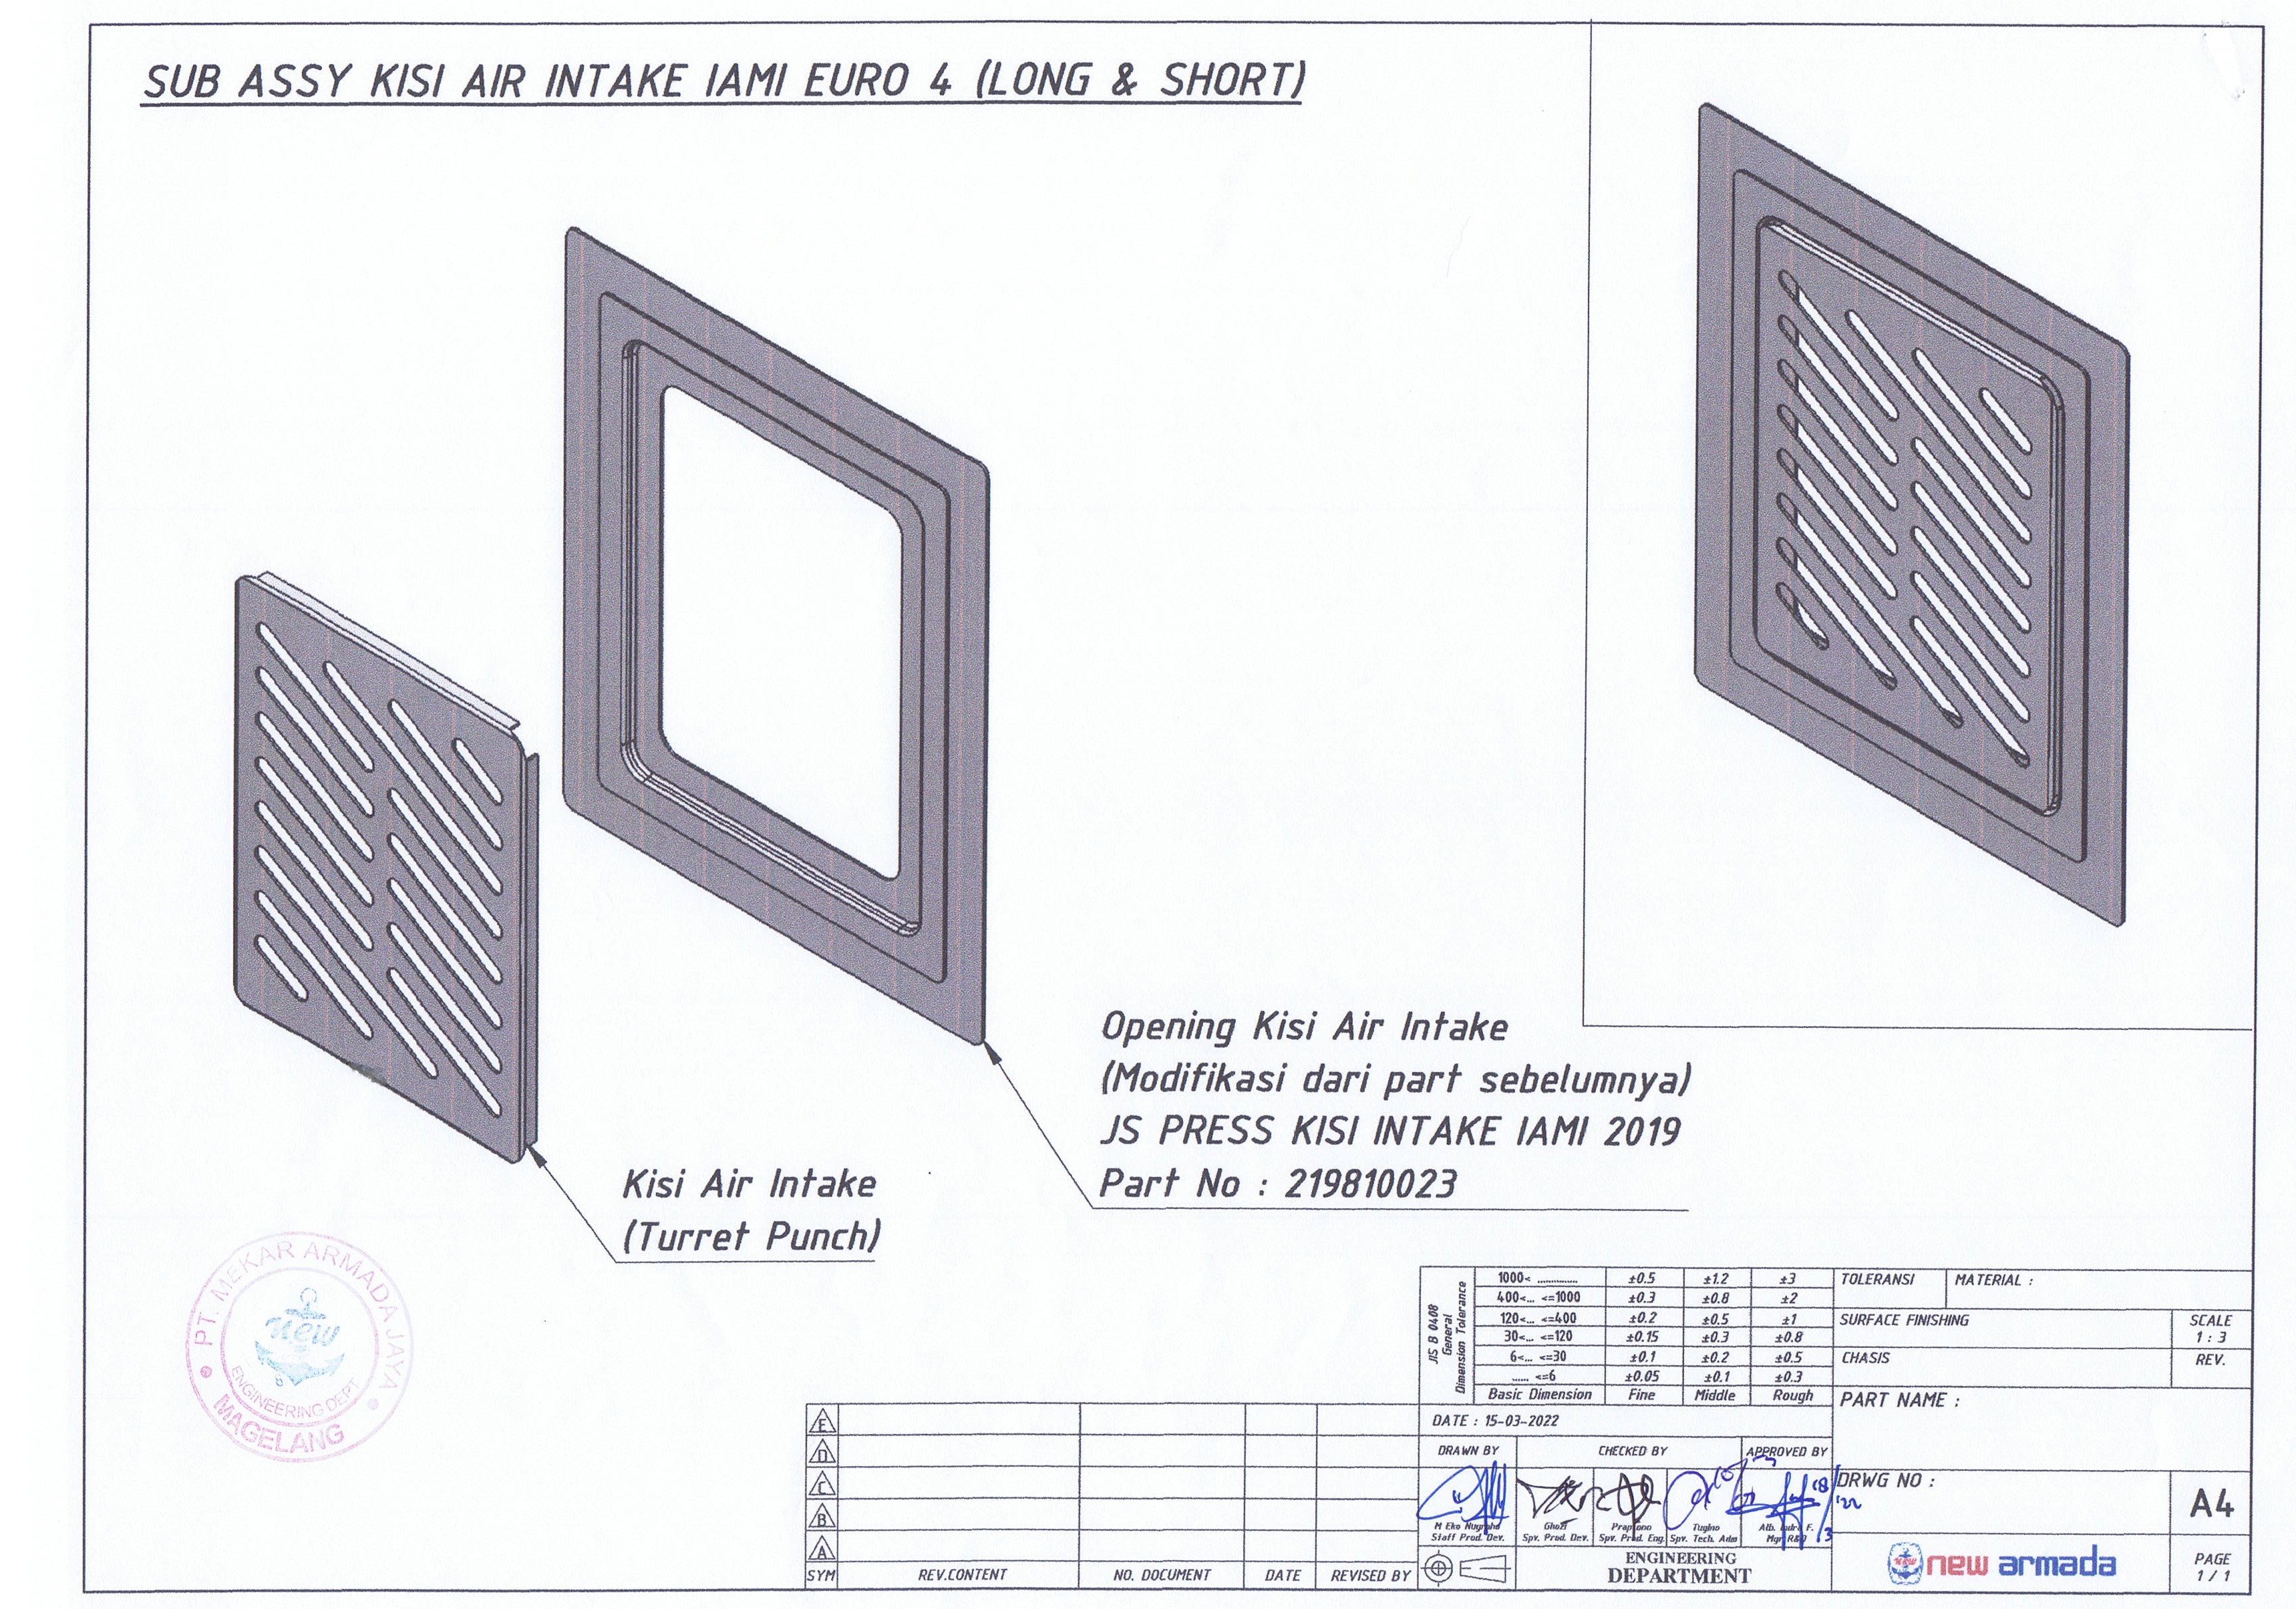 SUB ASSY KISI AIR INTAKE IAMI EURO 4 (LONG & SHORT)
Opening Kisi Air Intake
(Modifikasi dari part sebelumnya)
JS PRESS KISI INTAKE IAMI 2019
Part No : 219810023
Kisi Air Intake
(Turret Punch)
PT. MEKAR ARMADA JAYA
new
ENGINEERING DEPT
MAGELANG
JIS B 0408
General
Dimension Tolerance
1000< .............. ±0.5 ±1.2 ±3
400<... <=1000 ±0.3 ±0.8 ±2
120<... <=400 ±0.2 ±0.5 ±1
30<... <=120 ±0.15 ±0.3 ±0.8
6<... <=30 ±0.1 ±0.2 ±0.5
...... <=6 ±0.05 ±0.1 ±0.3
Basic Dimension Fine Middle Rough
TOLERANSI MATERIAL :
SURFACE FINISHING
SCALE
1 : 3
CHASIS
REV.
PART NAME :
DATE : 15-03-2022
DRAWN BY CHECKED BY APPROVED BY
M Eko Nugroho
Staff Prod. Dev.
Ghozi
Spv. Prod. Dev.
Praptono
Spv. Prod. Eng.
Tugino
Spv. Tech. Adm
Alb. Indra F.
Mgr R&D
DRWG NO :
A4
ENGINEERING
DEPARTMENT
new armada
PAGE
1 / 1
E
D
C
B
A
SYM REV.CONTENT NO. DOCUMENT DATE REVISED BY